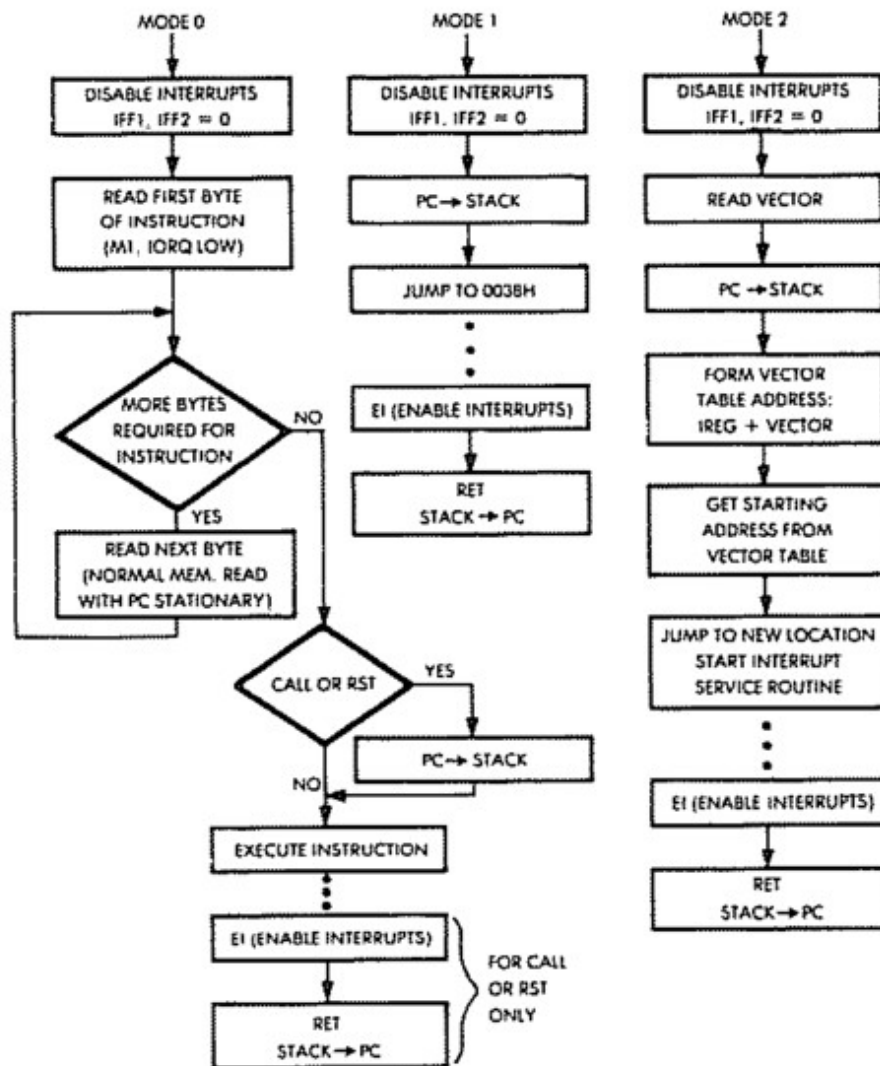 MODE 0
DISABLE INTERRUPTS
IFF1, IFF2 = 0
READ FIRST BYTE
OF INSTRUCTION
(M1, IORQ LOW)
MORE BYTES
REQUIRED FOR
INSTRUCTION
NO
YES
READ NEXT BYTE
(NORMAL MEM. READ
WITH PC STATIONARY)
CALL OR RST
YES
PC→STACK
NO
EXECUTE INSTRUCTION
EI (ENABLE INTERRUPTS)
RET
STACK→PC
FOR CALL
OR RST
ONLY
MODE 1
DISABLE INTERRUPTS
IFF1, IFF2 = 0
PC→STACK
JUMP TO 0038H
EI (ENABLE INTERRUPTS)
RET
STACK→PC
MODE 2
DISABLE INTERRUPTS
IFF1, IFF2 = 0
READ VECTOR
PC→STACK
FORM VECTOR
TABLE ADDRESS:
IREG + VECTOR
GET STARTING
ADDRESS FROM
VECTOR TABLE
JUMP TO NEW LOCATION
START INTERRUPT
SERVICE ROUTINE
EI (ENABLE INTERRUPTS)
RET
STACK→PC